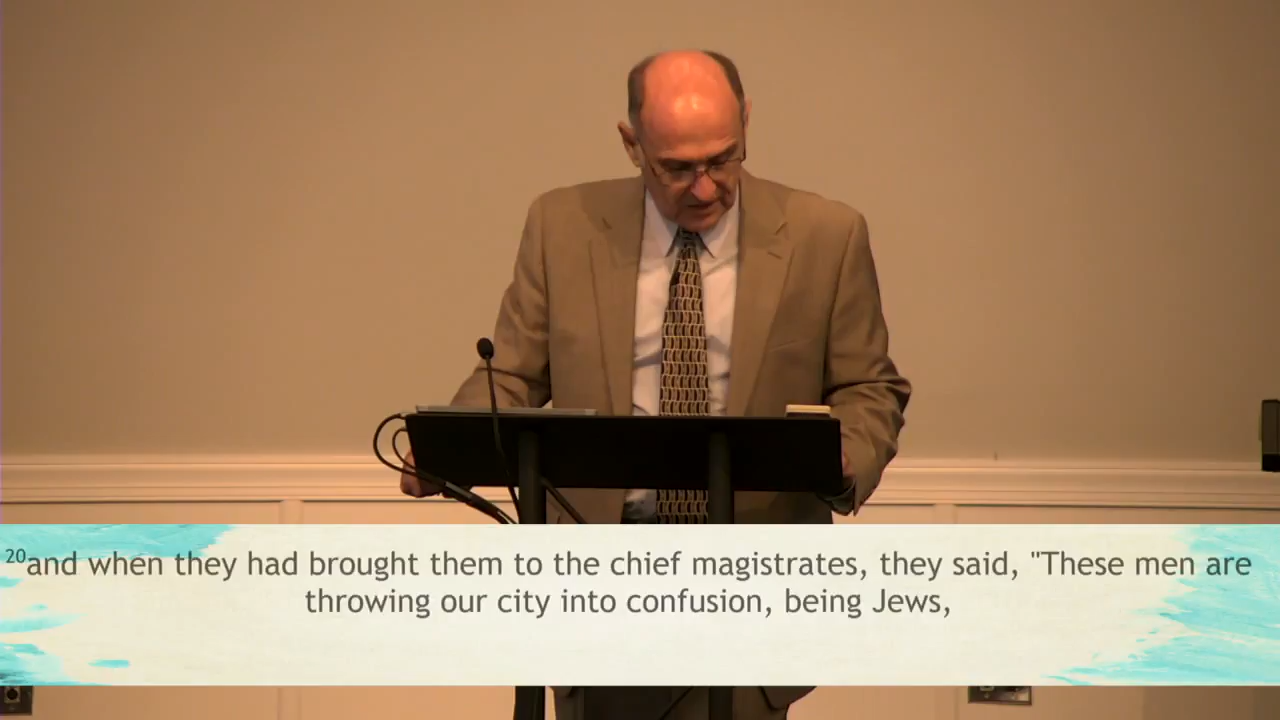 20and when they had brought them to the chief magistrates, they said, "These men are
throwing our city into confusion, being Jews,